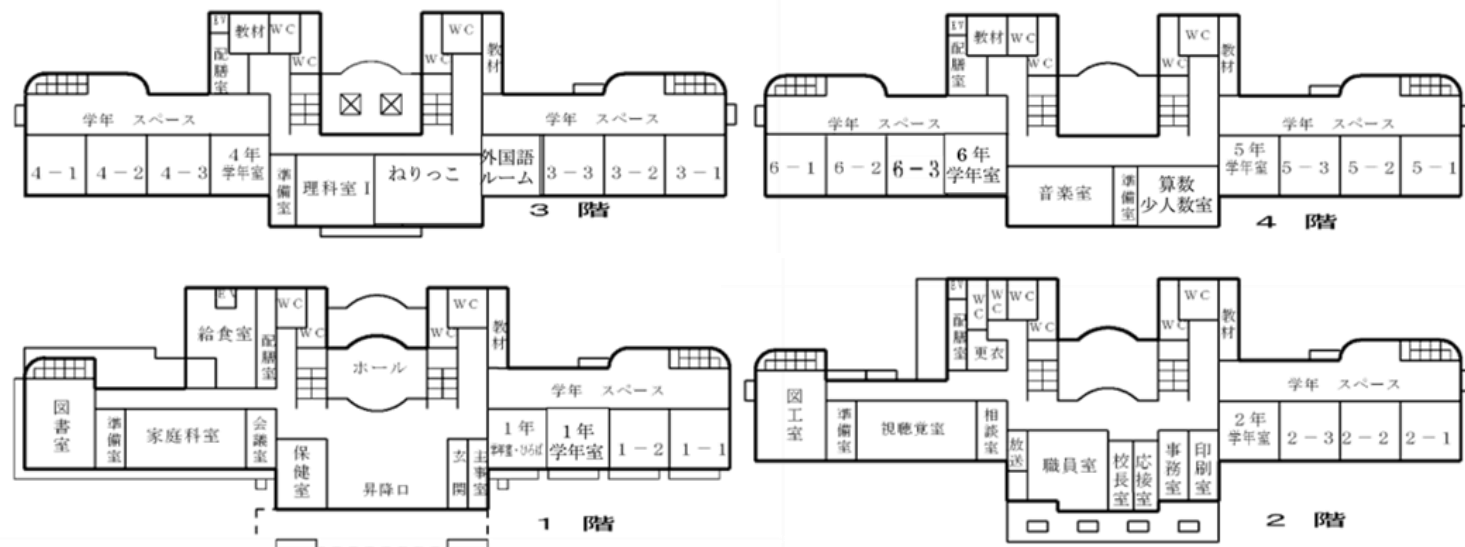 EV
教材
WC
WC
配膳室
WC
WC
教材
学年 スペース
学年 スペース
4-1
4-2
4-3
4年
学年室
準備室
理科室Ⅰ
ねりっこ
外国語
ルーム
3-3
3-2
3-1
3 階
EV
教材
WC
WC
配膳室
WC
WC
教材
学年 スペース
学年 スペース
6-1
6-2
6-3
6年
学年室
音楽室
準備室
算数
少人数室
5年
学年室
5-3
5-2
5-1
4 階
EV
給食室
配膳室
WC
WC
ホール
WC
WC
教材
学年 スペース
図書室
準備室
家庭科室
会議室
保健室
昇降口
玄関
主事室
1年
学年室・ひろば
1年
学年室
1-2
1-1
1 階
EV
WC
WC
WC
配膳室
更衣
WC
WC
WC
教材
学年 スペース
図工室
準備室
視聴覚室
相談室
放送
職員室
校長室
応接室
事務室
印刷室
2年
学年室
2-3
2-2
2-1
2 階